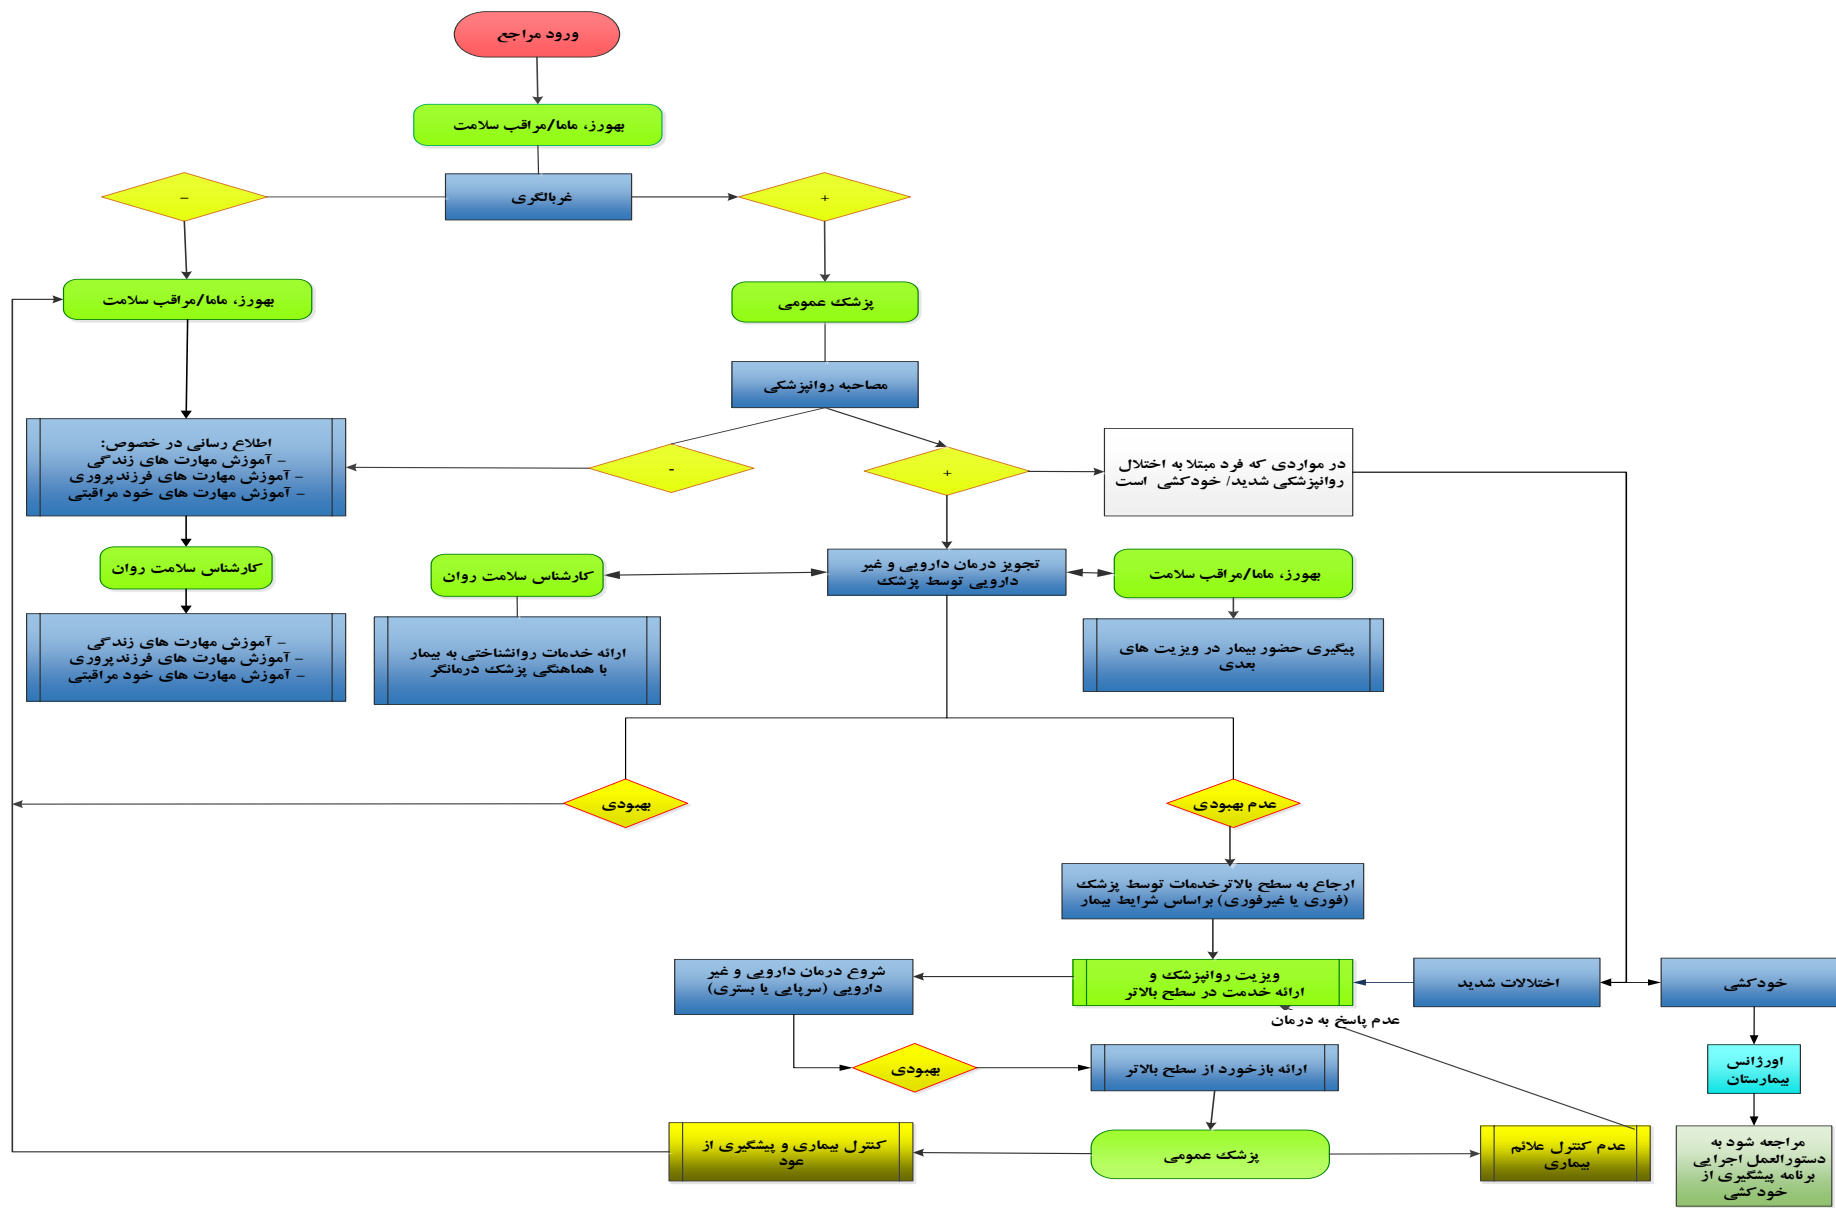 ورود مراجع
بهورز، ماما/مراقب سلامت
غربالگری
–
+
بهورز، ماما/مراقب سلامت
پزشک عمومی
مصاحبه روانپزشکی
اطلاع رسانی در خصوص:
– آموزش مهارت های زندگی
– آموزش مهارت های فرزندپروری
– آموزش مهارت های خود مراقبتی
-
+
در مواردی که فرد مبتلا به اختلال
روانپزشکی شدید/ خودکشی است
کارشناس سلامت روان
کارشناس سلامت روان
تجویز درمان دارویی و غیر
دارویی توسط پزشک
بهورز، ماما/مراقب سلامت
– آموزش مهارت های زندگی
– آموزش مهارت های فرزندپروری
– آموزش مهارت های خود مراقبتی
ارائه خدمات روانشناختی به بیمار
با هماهنگی پزشک درمانگر
پیگیری حضور بیمار در ویزیت های
بعدی
بهبودی
عدم بهبودی
ارجاع به سطح بالاترخدمات توسط پزشک
(فوری یا غیرفوری) براساس شرایط بیمار
شروع درمان دارویی و غیر
دارویی (سرپایی یا بستری)
ویزیت روانپزشک و
ارائه خدمت در سطح بالاتر
اختلالات شدید
خودکشی
عدم پاسخ به درمان
بهبودی
ارائه بازخورد از سطح بالاتر
اورژانس
بیمارستان
کنترل بیماری و پیشگیری از
عود
پزشک عمومی
عدم کنترل علائم
بیماری
مراجعه شود به
دستورالعمل اجرایی
برنامه پیشگیری از
خودکشی